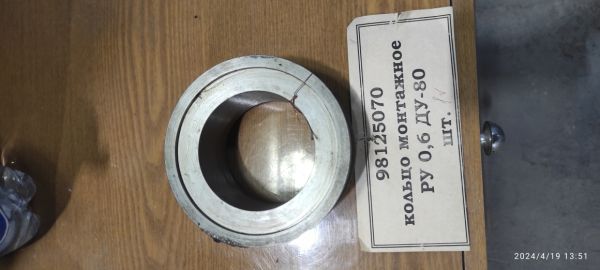 98125070
кольцо монтажное
РУ 0,6 ДУ-80
шт.
2024/4/19 13:51